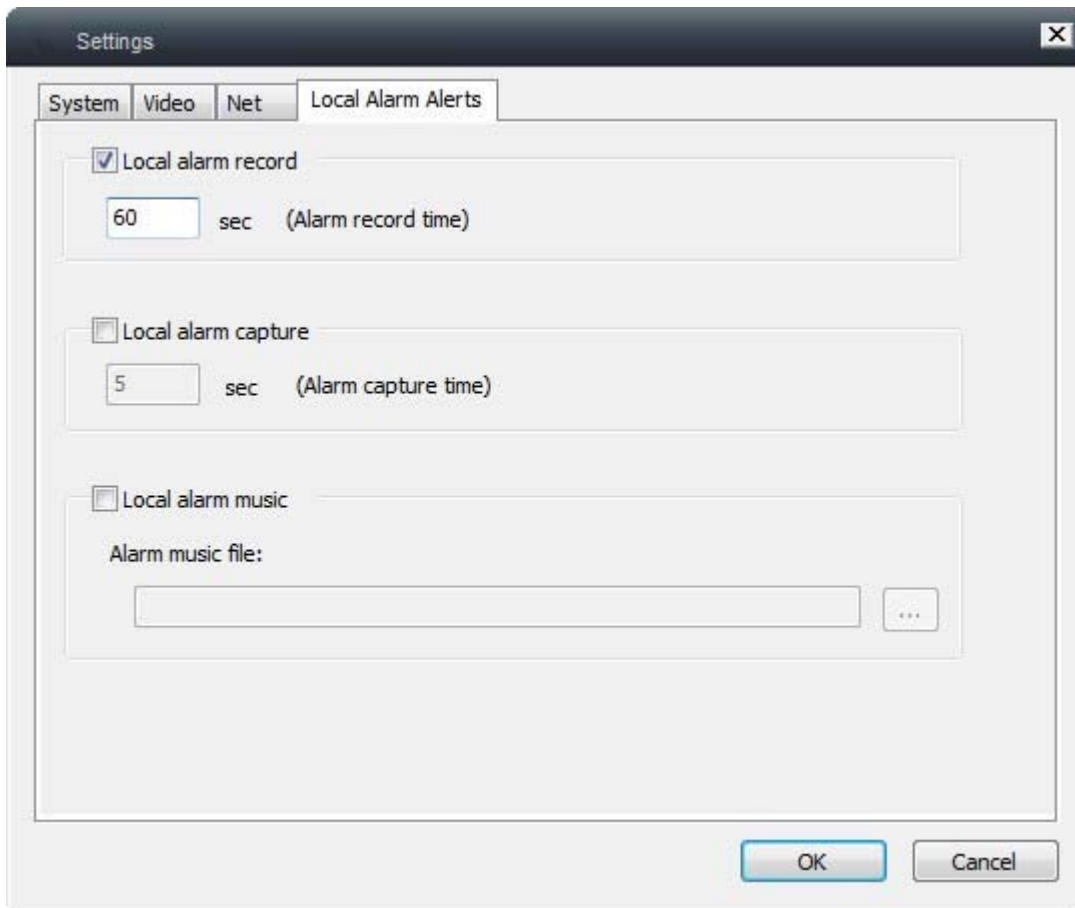 Settings
System Video Net Local Alarm Alerts
Local alarm record
60 sec (Alarm record time)
Local alarm capture
5 sec (Alarm capture time)
Local alarm music
Alarm music file:
...
OK Cancel